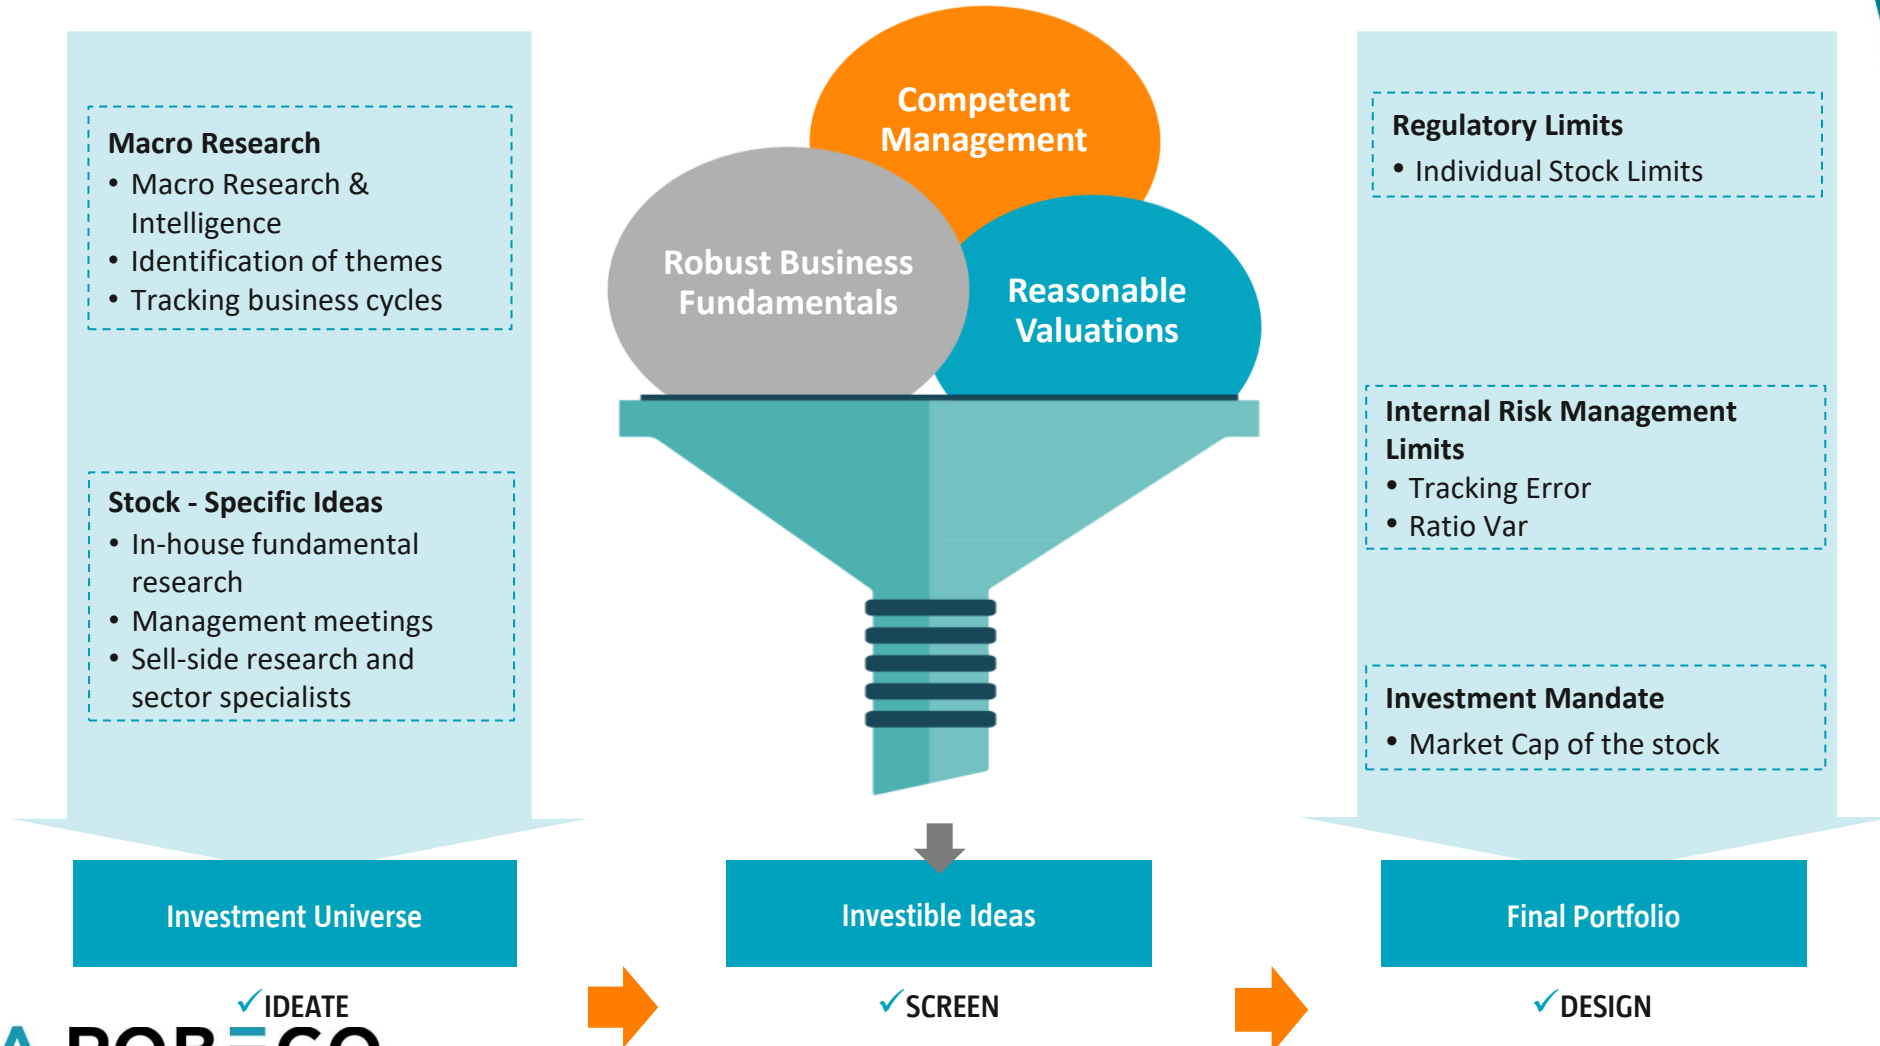 Macro Research
• Macro Research &
Intelligence
• Identification of themes
• Tracking business cycles
Stock - Specific Ideas
• In-house fundamental
research
• Management meetings
• Sell-side research and
sector specialists
Investment Universe
✓IDEATE
Competent
Management
Robust Business
Fundamentals
Reasonable
Valuations
Investible Ideas
✓SCREEN
Regulatory Limits
• Individual Stock Limits
Internal Risk Management
Limits
• Tracking Error
• Ratio Var
Investment Mandate
• Market Cap of the stock
Final Portfolio
✓DESIGN
ROBECO